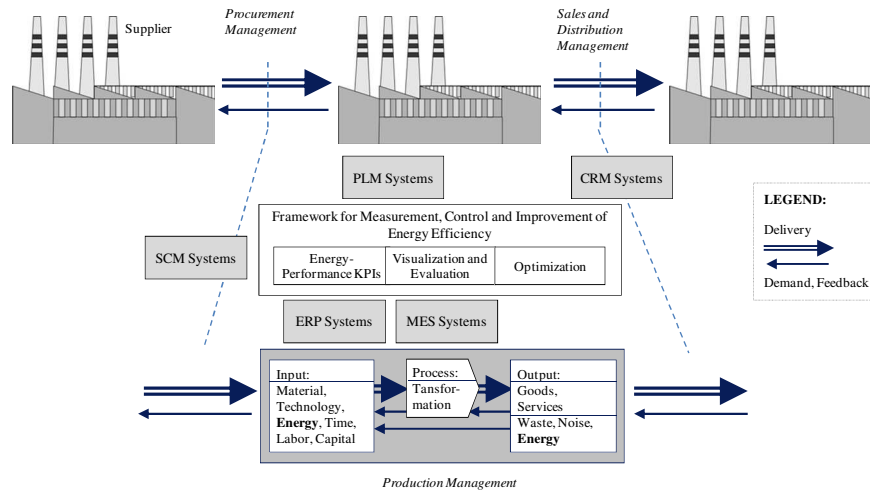 Supplier
Procurement
Management
Sales and
Distribution
Management
PLM Systems
CRM Systems
Framework for Measurement, Control and Improvement of
Energy Efficiency
Energy-
Performance KPIs
Visualization and
Evaluation
Optimization
SCM Systems
ERP Systems
MES Systems
LEGEND:
Delivery
Demand, Feedback
Input:
Material,
Technology,
Energy, Time,
Labor, Capital
Process:
Tansfor-
mation
Output:
Goods,
Services
Waste, Noise,
Energy
Production Management